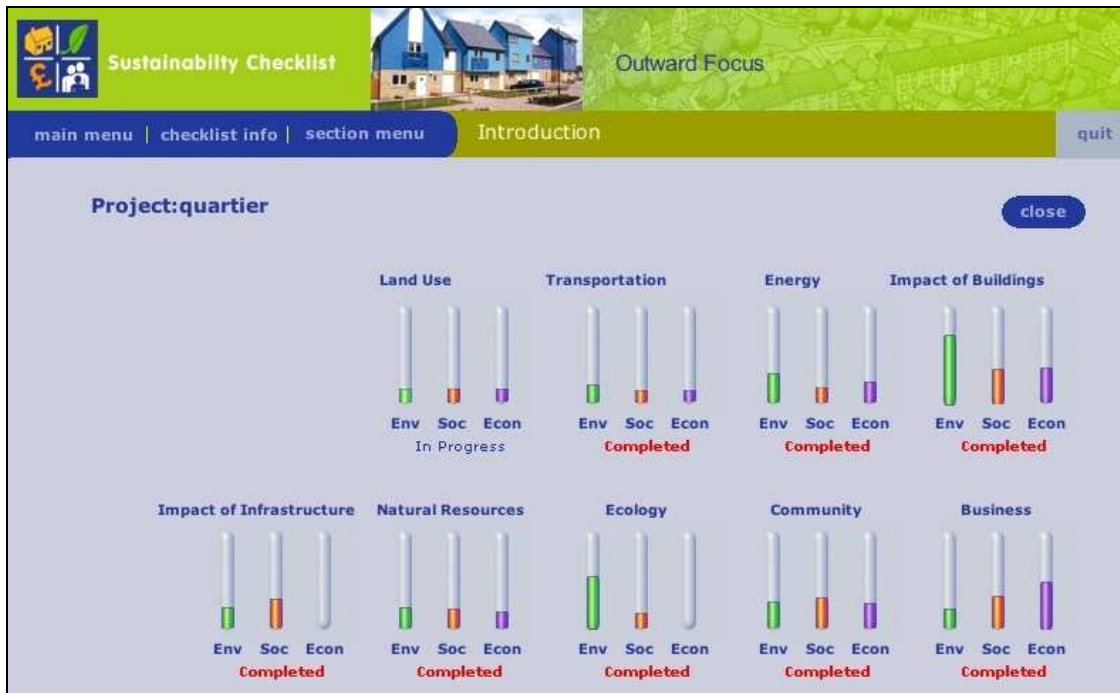 Sustainabilty Checklist
Outward Focus
main menu | checklist info | section menu
Introduction
quit
Project:quartier
close
Land Use Transportation Energy Impact of Buildings
Env Soc Econ Env Soc Econ Env Soc Econ Env Soc Econ
In Progress Completed Completed Completed
Impact of Infrastructure Natural Resources Ecology Community Business
Env Soc Econ Env Soc Econ Env Soc Econ Env Soc Econ Env Soc Econ
Completed Completed Completed Completed Completed